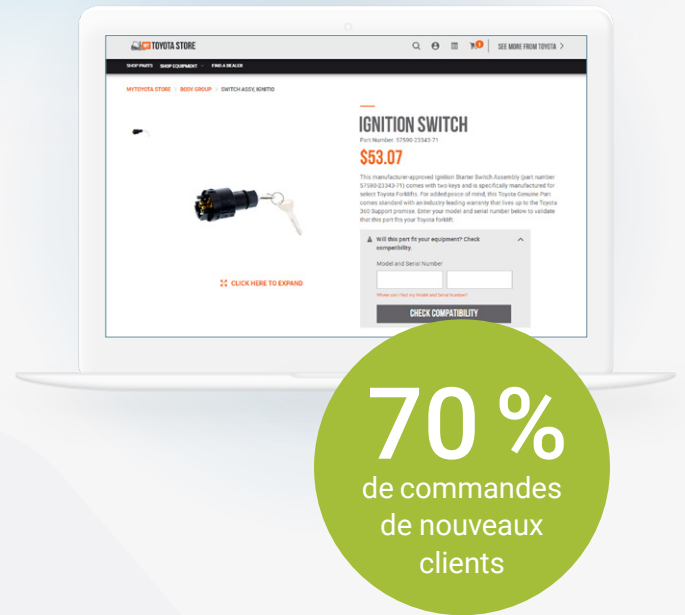 TOYOTA STORE
SEE MORE FROM TOYOTA >
SHOP PARTS SHOP EQUIPMENT FIND A DEALER
MYTOYOTA STORE BODY GROUP SWITCH ASSY, IGNITIO
IGNITION SWITCH
Part Number: 57590-23343-71
$53.07
This manufacturer-approved Ignition Starter Switch Assembly (part number
57590-23343-71) comes with two keys and is specifically manufactured for
select Toyota Forklifts. For added peace of mind, this Toyota Genuine Part
comes standard with an industry leading warranty that lives up to the Toyota
360 Support promise. Enter your model and serial number below to validate
that this part fits your Toyota forklift.
Will this part fit your equipment? Check
compatibility.
Model and Serial Number
Where can I find my Model and Serial Number?
CHECK COMPATIBILITY
CLICK HERE TO EXPAND
70 %
de commandes
de nouveaux
clients